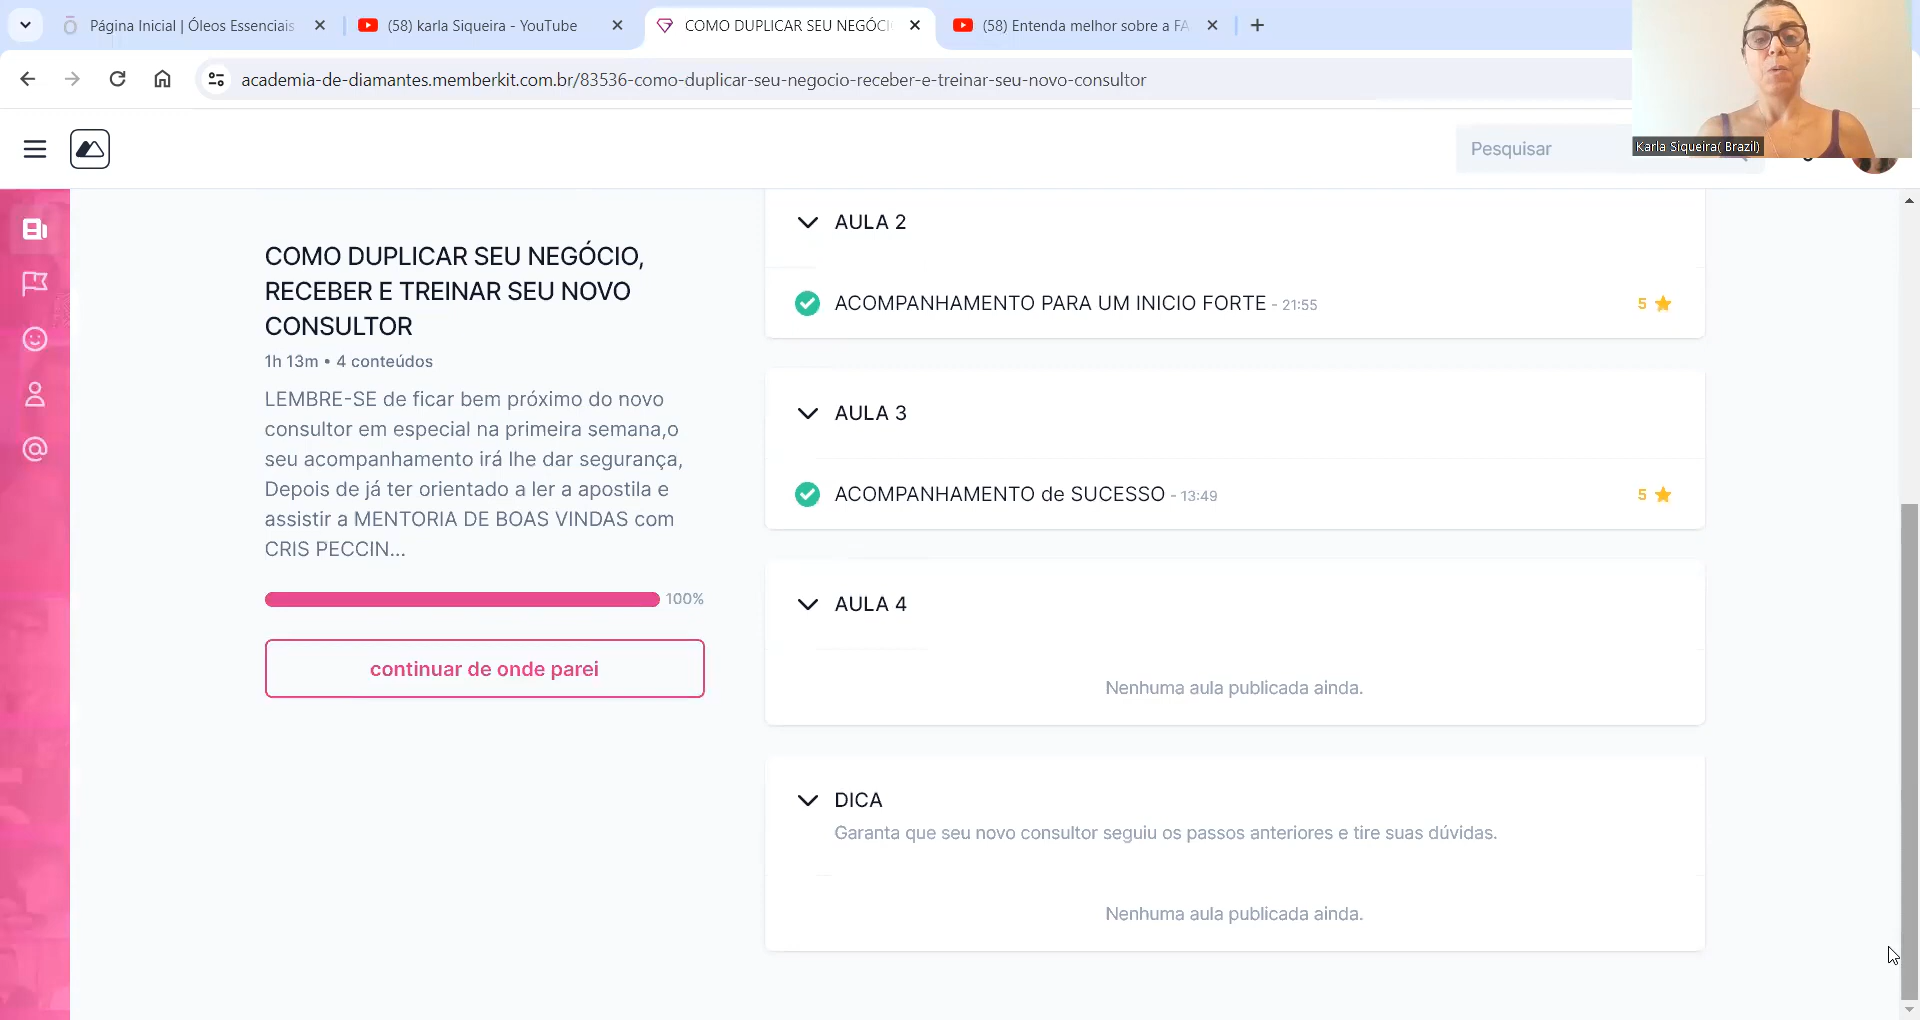 Página Inicial | Óleos Essenciais
(58) karla Siqueira - YouTube
COMO DUPLICAR SEU NEGÓCI
(58) Entenda melhor sobre a FA
academia-de-diamantes.memberkit.com.br/83536-como-duplicar-seu-negocio-receber-e-treinar-seu-novo-consultor
Karla Siqueira( Brazil)
Pesquisar
COMO DUPLICAR SEU NEGÓCIO,
RECEBER E TREINAR SEU NOVO
CONSULTOR
1h 13m • 4 conteúdos
LEMBRE-SE de ficar bem próximo do novo
consultor em especial na primeira semana,o
seu acompanhamento irá lhe dar segurança,
Depois de já ter orientado a ler a apostila e
assistir a MENTORIA DE BOAS VINDAS com
CRIS PECCIN...
100%
continuar de onde parei
AULA 2
ACOMPANHAMENTO PARA UM INICIO FORTE - 21:55
5
AULA 3
ACOMPANHAMENTO de SUCESSO - 13:49
5
AULA 4
Nenhuma aula publicada ainda.
DICA
Garanta que seu novo consultor seguiu os passos anteriores e tire suas dúvidas.
Nenhuma aula publicada ainda.